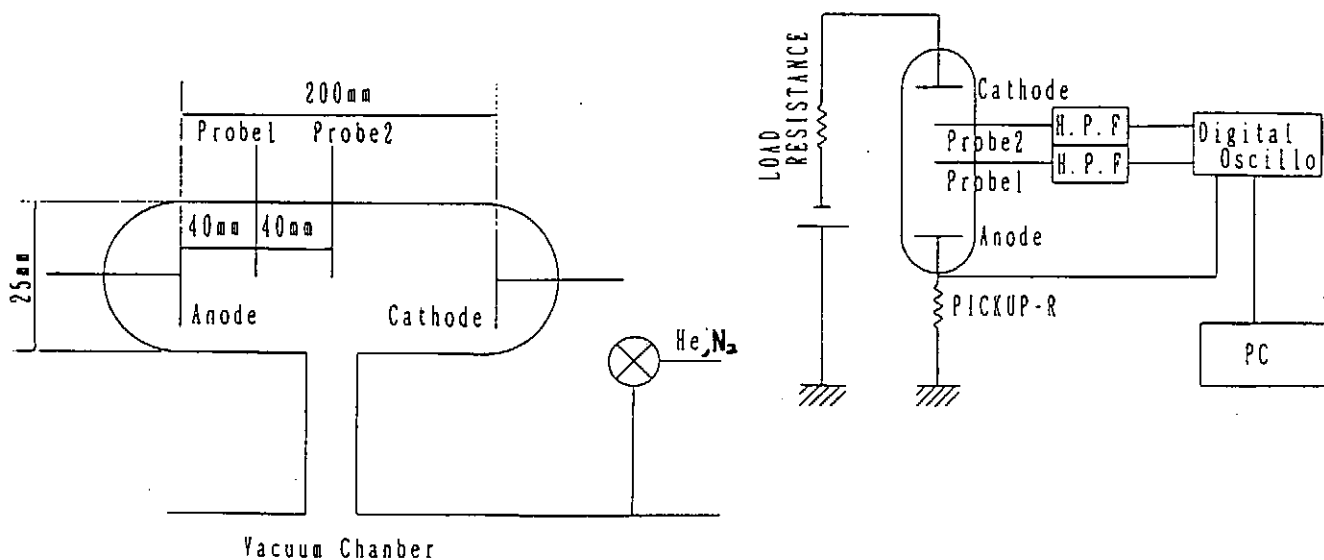 200mm
Probe1 Probe2
40mm 40mm
25mm
Anode
Cathode
He,N₂
Vacuum Chanber
LOAD
RESISTANCE
Cathode
H.P.F
Probe2
H.P.F
Probe1
Digital
Oscillo
Anode
PICKUP-R
PC